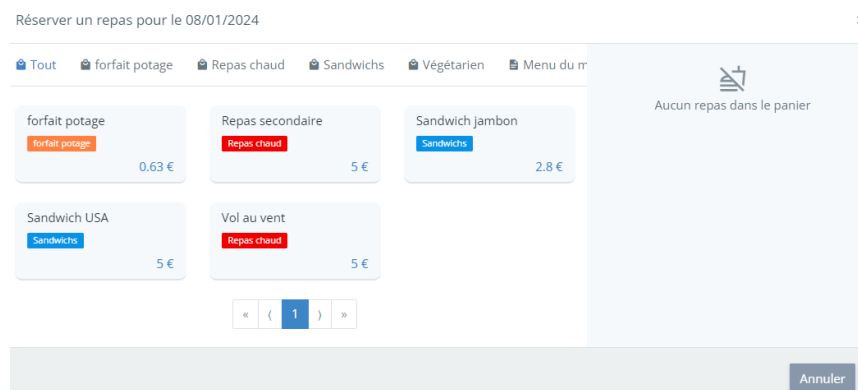 Réserver un repas pour le 08/01/2024
Tout forfait potage Repas chaud Sandwichs Végétarien Menu du m
forfait potage
forfait potage
0.63 €
Repas secondaire
Repas chaud
5 €
Sandwich jambon
Sandwichs
2.8 €
Sandwich USA
Sandwichs
5 €
Vol au vent
Repas chaud
5 €
« ⟨ 1 ⟩ »
Aucun repas dans le panier
Annuler